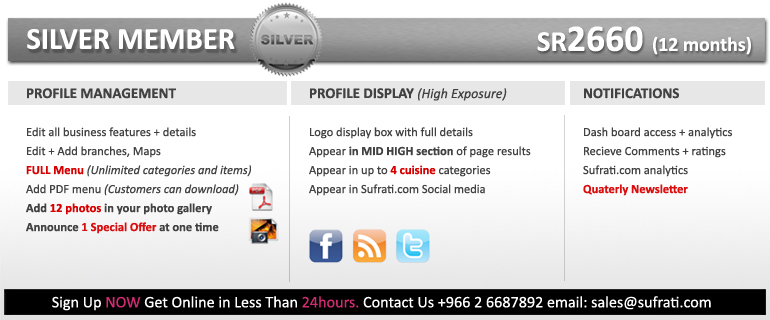 SILVER MEMBER
SILVER
SR2660 (12 months)
PROFILE MANAGEMENT
Edit all business features + details
Edit + Add branches, Maps
FULL Menu (Unlimited categories and items)
Add PDF menu (Customers can download)
Add 12 photos in your photo gallery
Announce 1 Special Offer at one time
PROFILE DISPLAY (High Exposure)
Logo display box with full details
Appear in MID HIGH section of page results
Appear in up to 4 cuisine categories
Appear in Sufrati.com Social media
NOTIFICATIONS
Dash board access + analytics
Recieve Comments + ratings
Sufrati.com analytics
Quaterly Newsletter
Sign Up NOW Get Online in Less Than 24hours. Contact Us +966 2 6687892 email: sales@sufrati.com